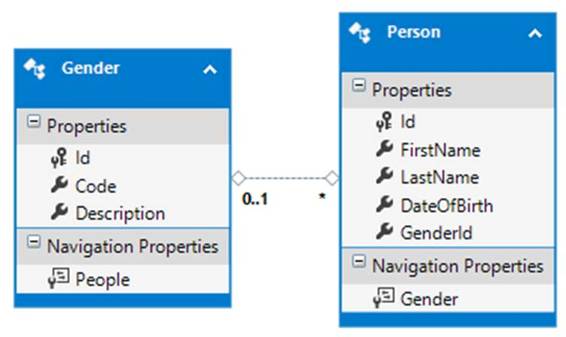 Gender
Properties
Id
Code
Description
Navigation Properties
People
0..1
*
Person
Properties
Id
FirstName
LastName
DateOfBirth
GenderId
Navigation Properties
Gender